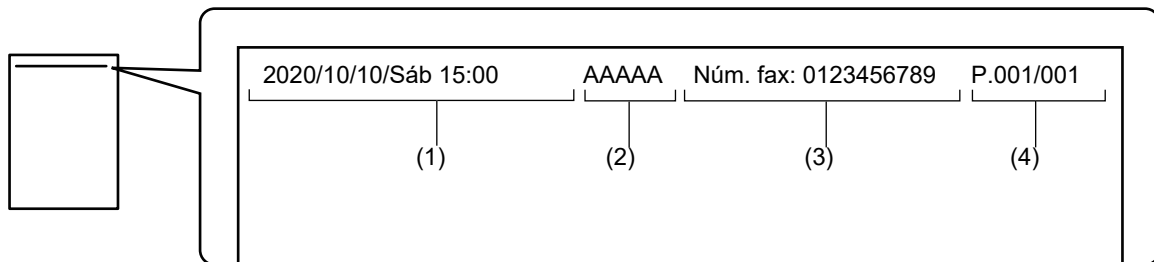 2020/10/10/Sáb 15:00 AAAAA Núm. fax: 0123456789 P.001/001
(1) (2) (3) (4)